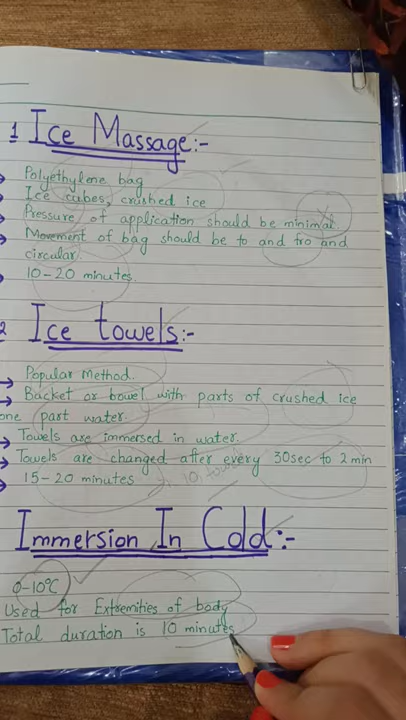 1 Ice Massage:-
→ Polyethylene bag
→ Ice cubes, crushed ice
→ Pressure of application should be minimal
→ Movement of bag should be to and fro and
circular.
→ 10-20 minutes.
2 Ice towels:-
→ Popular Method.
→ Backet or bowel with parts of crushed ice
one part water.
→ Towels are immersed in water.
→ Towels are changed after every 30sec to 2 min
→ 15-20 minutes
Immersion In Cold:-
0-10°C
Used for Extremities of body
Total duration is 10 minutes